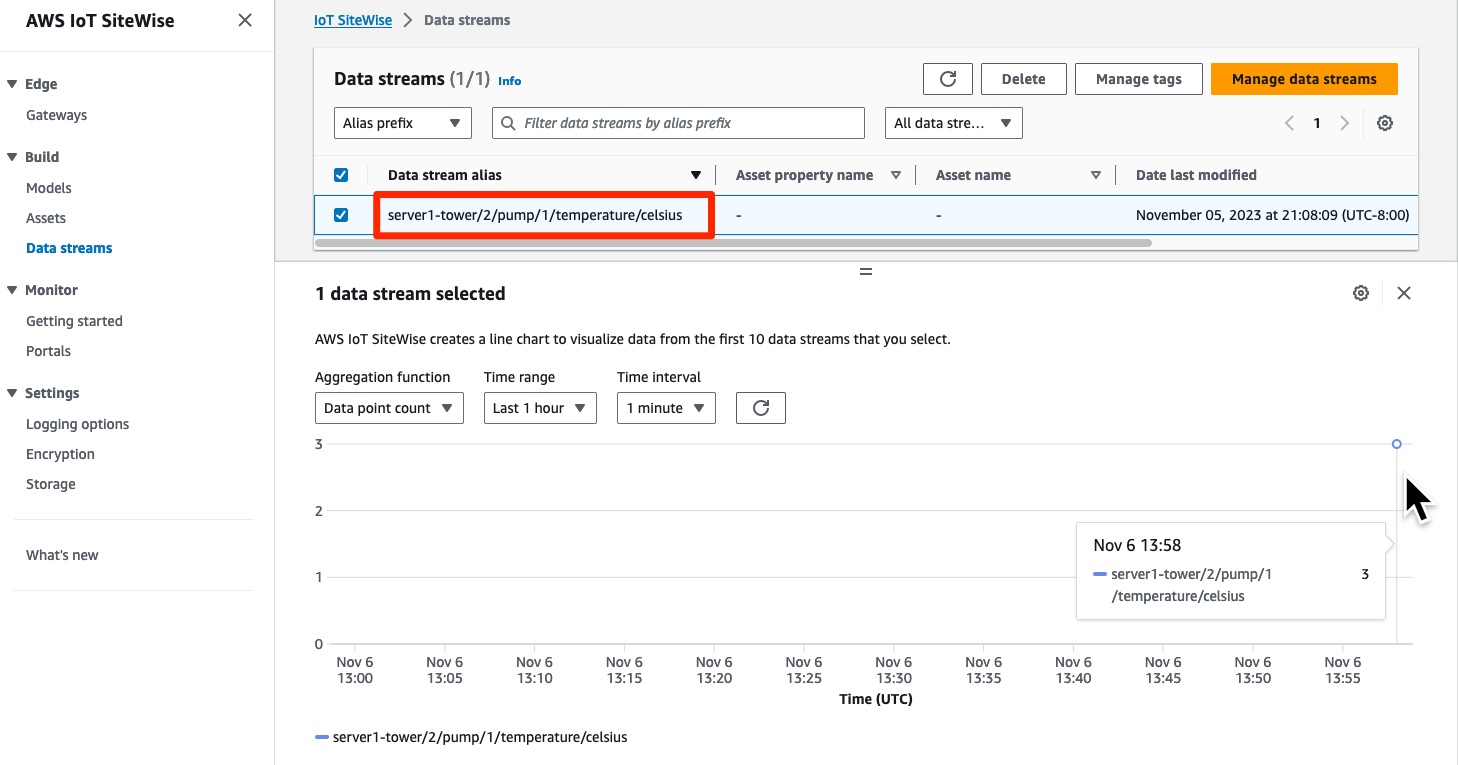 AWS IoT SiteWise
Edge
Gateways
Build
Models
Assets
Data streams
Monitor
Getting started
Portals
Settings
Logging options
Encryption
Storage
What's new
IoT SiteWise
Data streams
Data streams (1/1) Info
Delete
Manage tags
Manage data streams
Alias prefix
Filter data streams by alias prefix
All data stre...
1
Data stream alias
Asset property name
Asset name
Date last modified
server1-tower/2/pump/1/temperature/celsius
-
-
November 05, 2023 at 21:08:09 (UTC-8:00)
1 data stream selected
AWS IoT SiteWise creates a line chart to visualize data from the first 10 data streams that you select.
Aggregation function
Time range
Time interval
Data point count
Last 1 hour
1 minute
3
2
1
0
Nov 6 13:58
server1-tower/2/pump/1 3
/temperature/celsius
Nov 6 Nov 6 Nov 6 Nov 6 Nov 6 Nov 6 Nov 6 Nov 6 Nov 6 Nov 6 Nov 6 Nov 6
13:00 13:05 13:10 13:15 13:20 13:25 13:30 13:35 13:40 13:45 13:50 13:55
Time (UTC)
server1-tower/2/pump/1/temperature/celsius